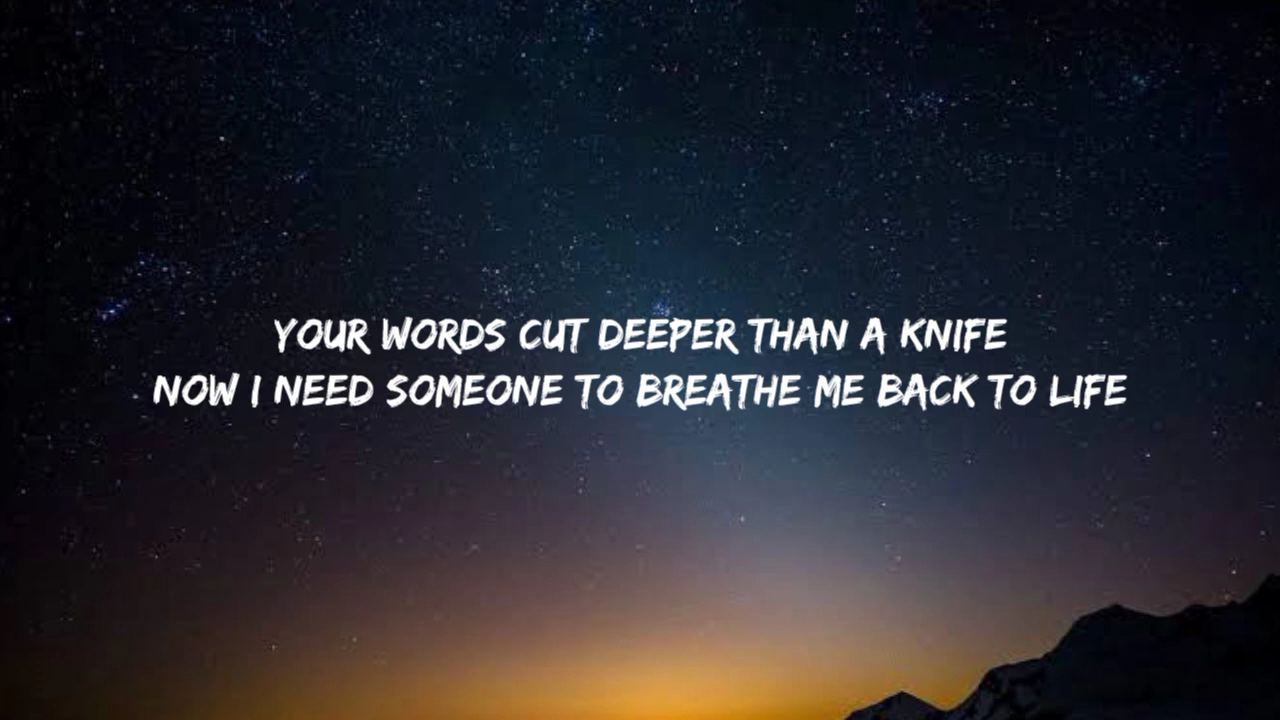 YOUR WORDS CUT DEEPER THAN A KNIFE
NOW I NEED SOMEONE TO BREATHE ME BACK TO LIFE